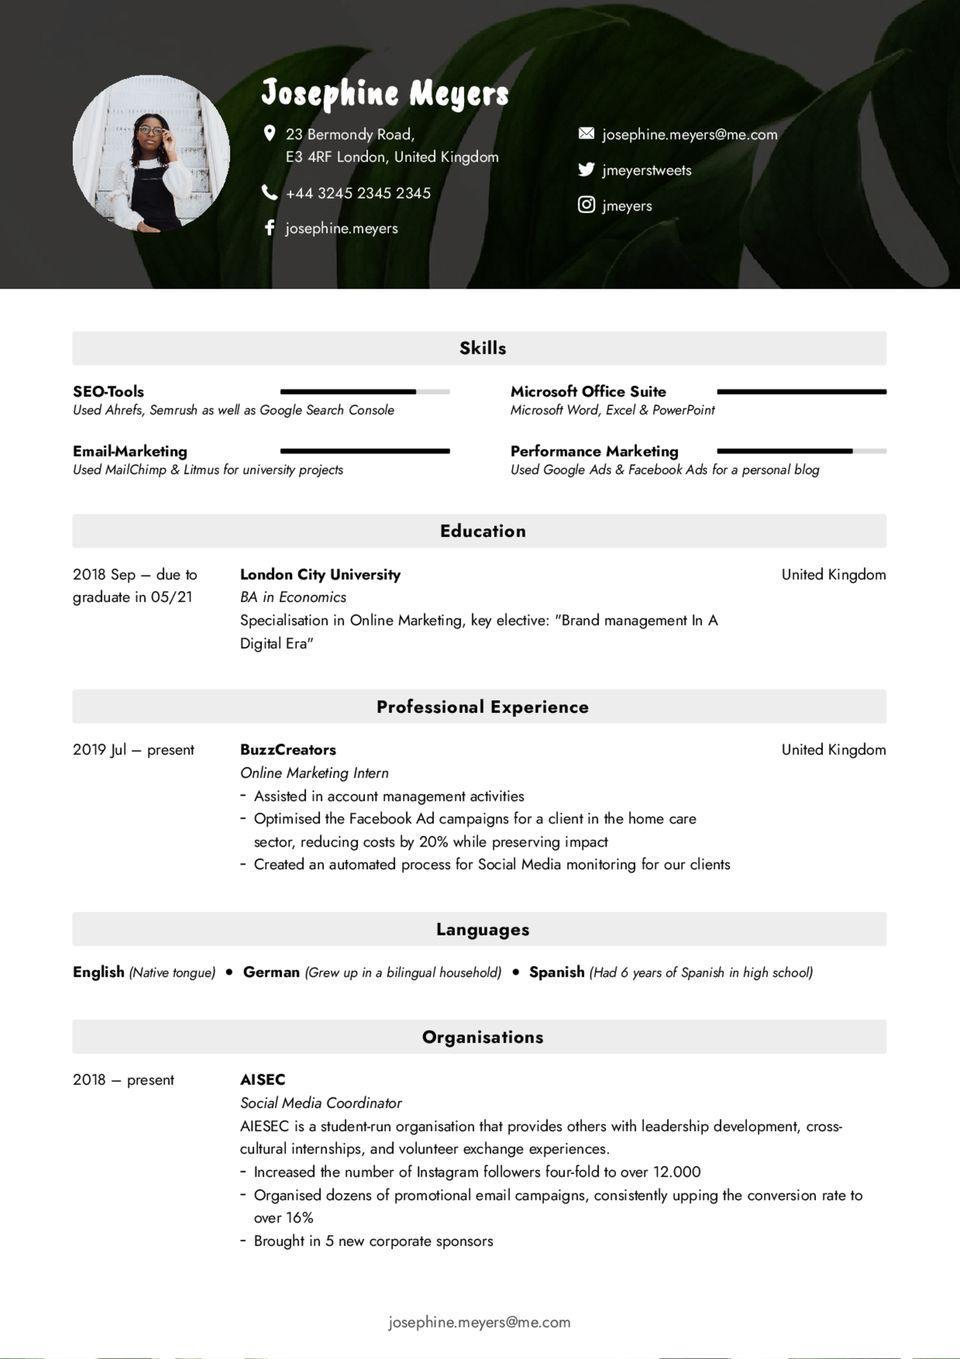 Josephine Meyers
23 Bermondy Road,
E3 4RF London, United Kingdom
+44 3245 2345 2345
josephine.meyers
josephine.meyers@me.com
jmeyerstweets
jmeyers
Skills
SEO-Tools
Used Ahrefs, Semrush as well as Google Search Console
Microsoft Office Suite
Microsoft Word, Excel & PowerPoint
Email-Marketing
Used MailChimp & Litmus for university projects
Performance Marketing
Used Google Ads & Facebook Ads for a personal blog
Education
2018 Sep – due to
graduate in 05/21
London City University
United Kingdom
BA in Economics
Specialisation in Online Marketing, key elective: "Brand management In A
Digital Era"
Professional Experience
2019 Jul – present
BuzzCreators
United Kingdom
Online Marketing Intern
- Assisted in account management activities
- Optimised the Facebook Ad campaigns for a client in the home care
sector, reducing costs by 20% while preserving impact
- Created an automated process for Social Media monitoring for our clients
Languages
English (Native tongue) • German (Grew up in a bilingual household) • Spanish (Had 6 years of Spanish in high school)
Organisations
2018 – present
AISEC
Social Media Coordinator
AIESEC is a student-run organisation that provides others with leadership development, cross-
cultural internships, and volunteer exchange experiences.
- Increased the number of Instagram followers four-fold to over 12.000
- Organised dozens of promotional email campaigns, consistently upping the conversion rate to
over 16%
- Brought in 5 new corporate sponsors
josephine.meyers@me.com